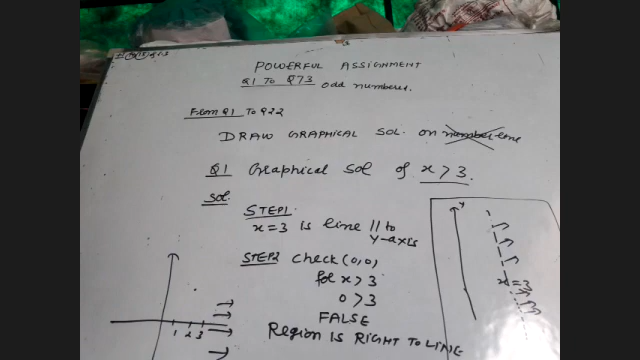 POWERFUL ASSIGNMENT
Q1 TO Q73 odd numbers.
FROM Q1 TO Q22
DRAW GRAPHICAL SOL. ON number line
Q1 Graphical sol of x > 3.
Sol.
STEP1:
x = 3 is line || to
y-axis
STEP2 check (0,0)
for x > 3
0 > 3
FALSE
Region is RIGHT TO LINE
1 2 3
y
x = 3